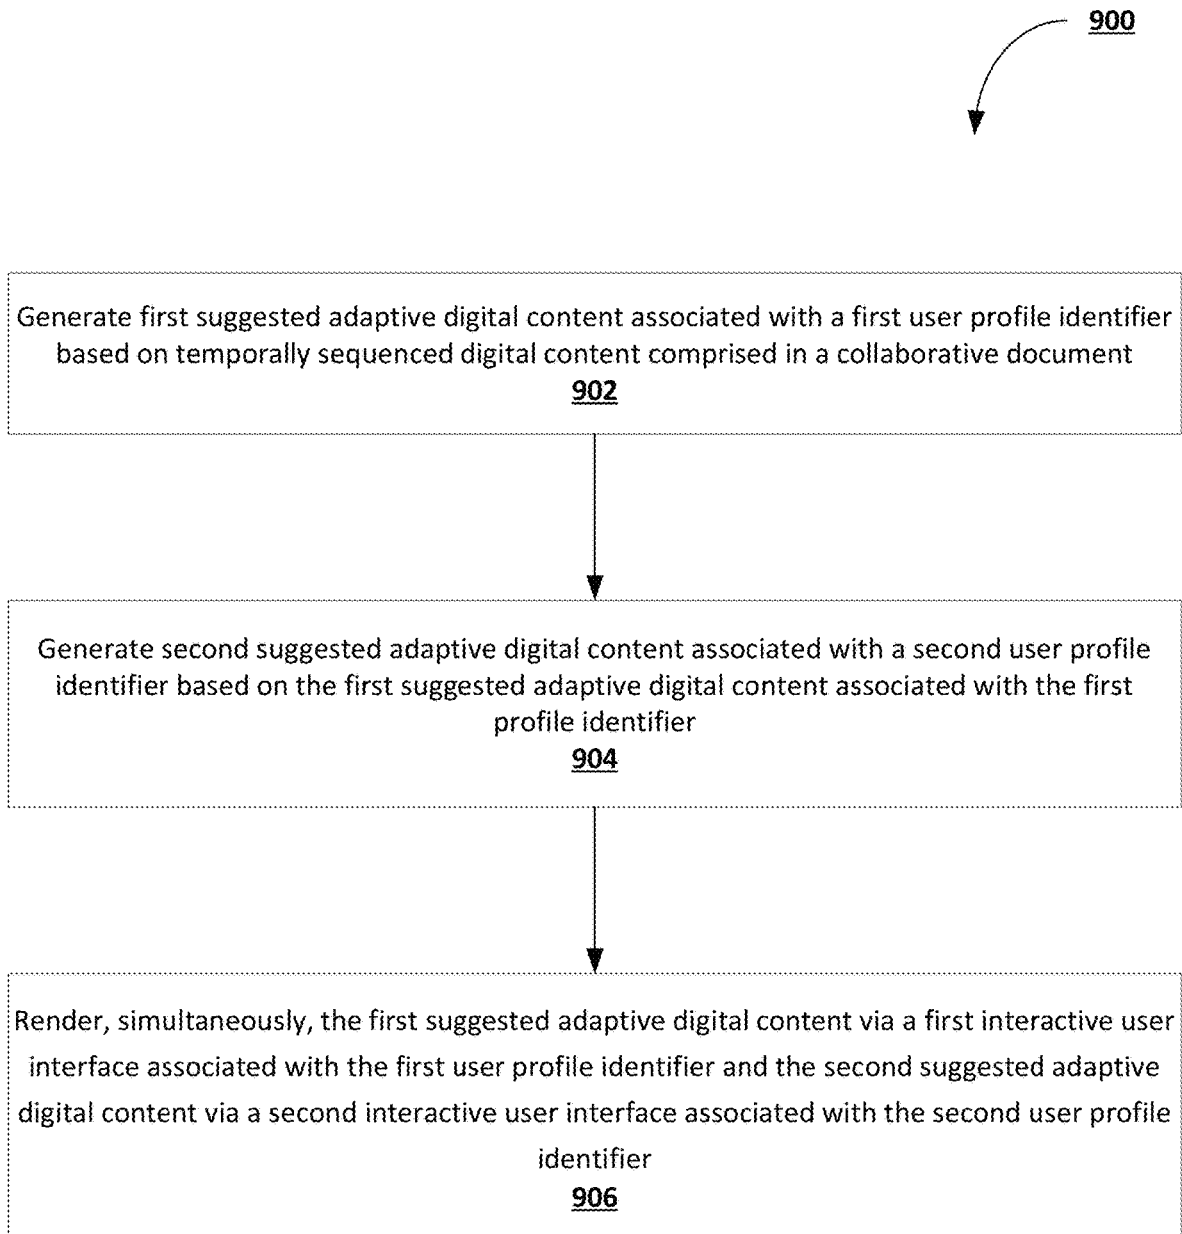 900
Generate first suggested adaptive digital content associated with a first user profile identifier
based on temporally sequenced digital content comprised in a collaborative document
902
Generate second suggested adaptive digital content associated with a second user profile
identifier based on the first suggested adaptive digital content associated with the first
profile identifier
904
Render, simultaneously, the first suggested adaptive digital content via a first interactive user
interface associated with the first user profile identifier and the second suggested adaptive
digital content via a second interactive user interface associated with the second user profile
identifier
906